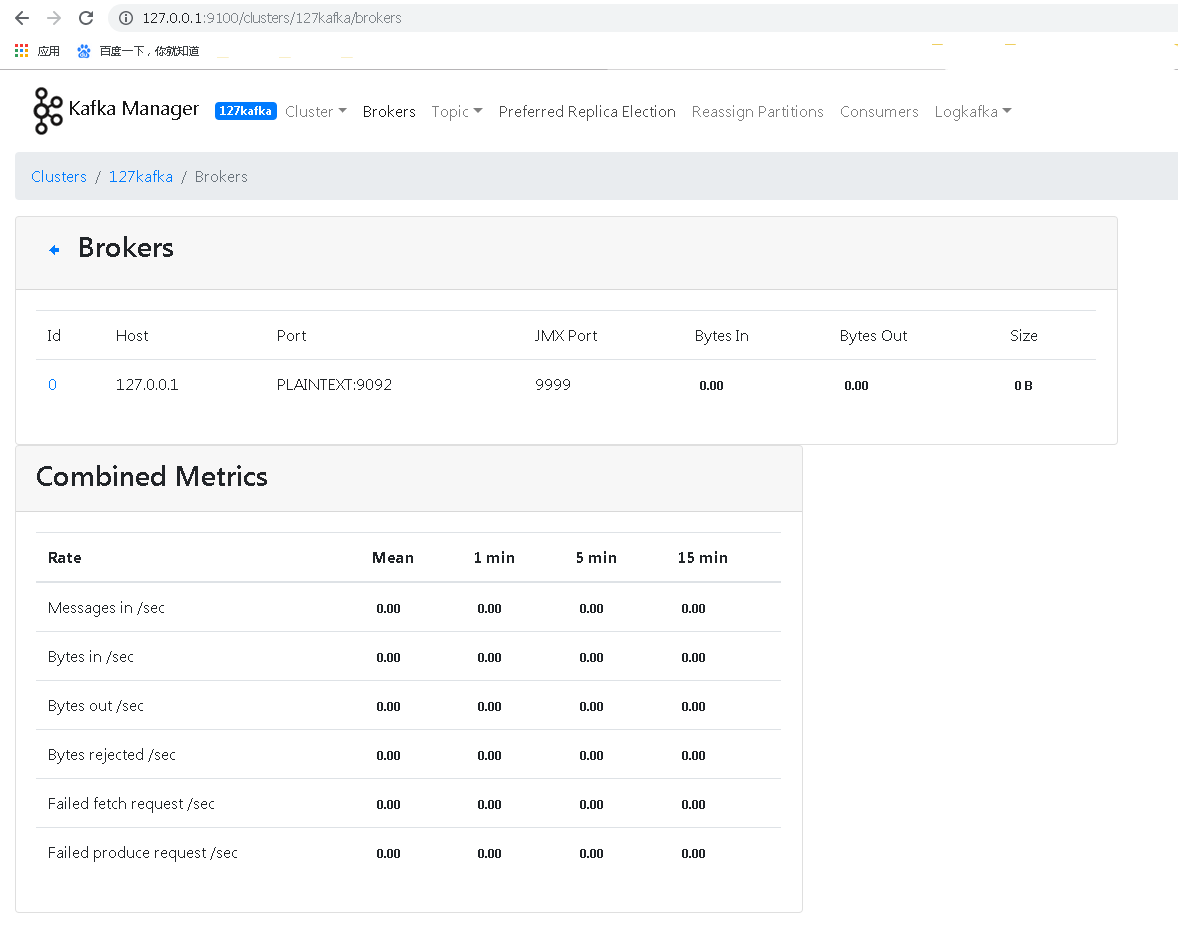 127.0.0.1:9100/clusters/127kafka/brokers
应用 百度一下，你就知道
Kafka Manager 127kafka Cluster Brokers Topic Preferred Replica Election Reassign Partitions Consumers Logkafka
Clusters / 127kafka / Brokers
Brokers
Id Host Port JMX Port Bytes In Bytes Out Size
0 127.0.0.1 PLAINTEXT:9092 9999 0.00 0.00 0 B
Combined Metrics
Rate Mean 1 min 5 min 15 min
Messages in /sec 0.00 0.00 0.00 0.00
Bytes in /sec 0.00 0.00 0.00 0.00
Bytes out /sec 0.00 0.00 0.00 0.00
Bytes rejected /sec 0.00 0.00 0.00 0.00
Failed fetch request /sec 0.00 0.00 0.00 0.00
Failed produce request /sec 0.00 0.00 0.00 0.00